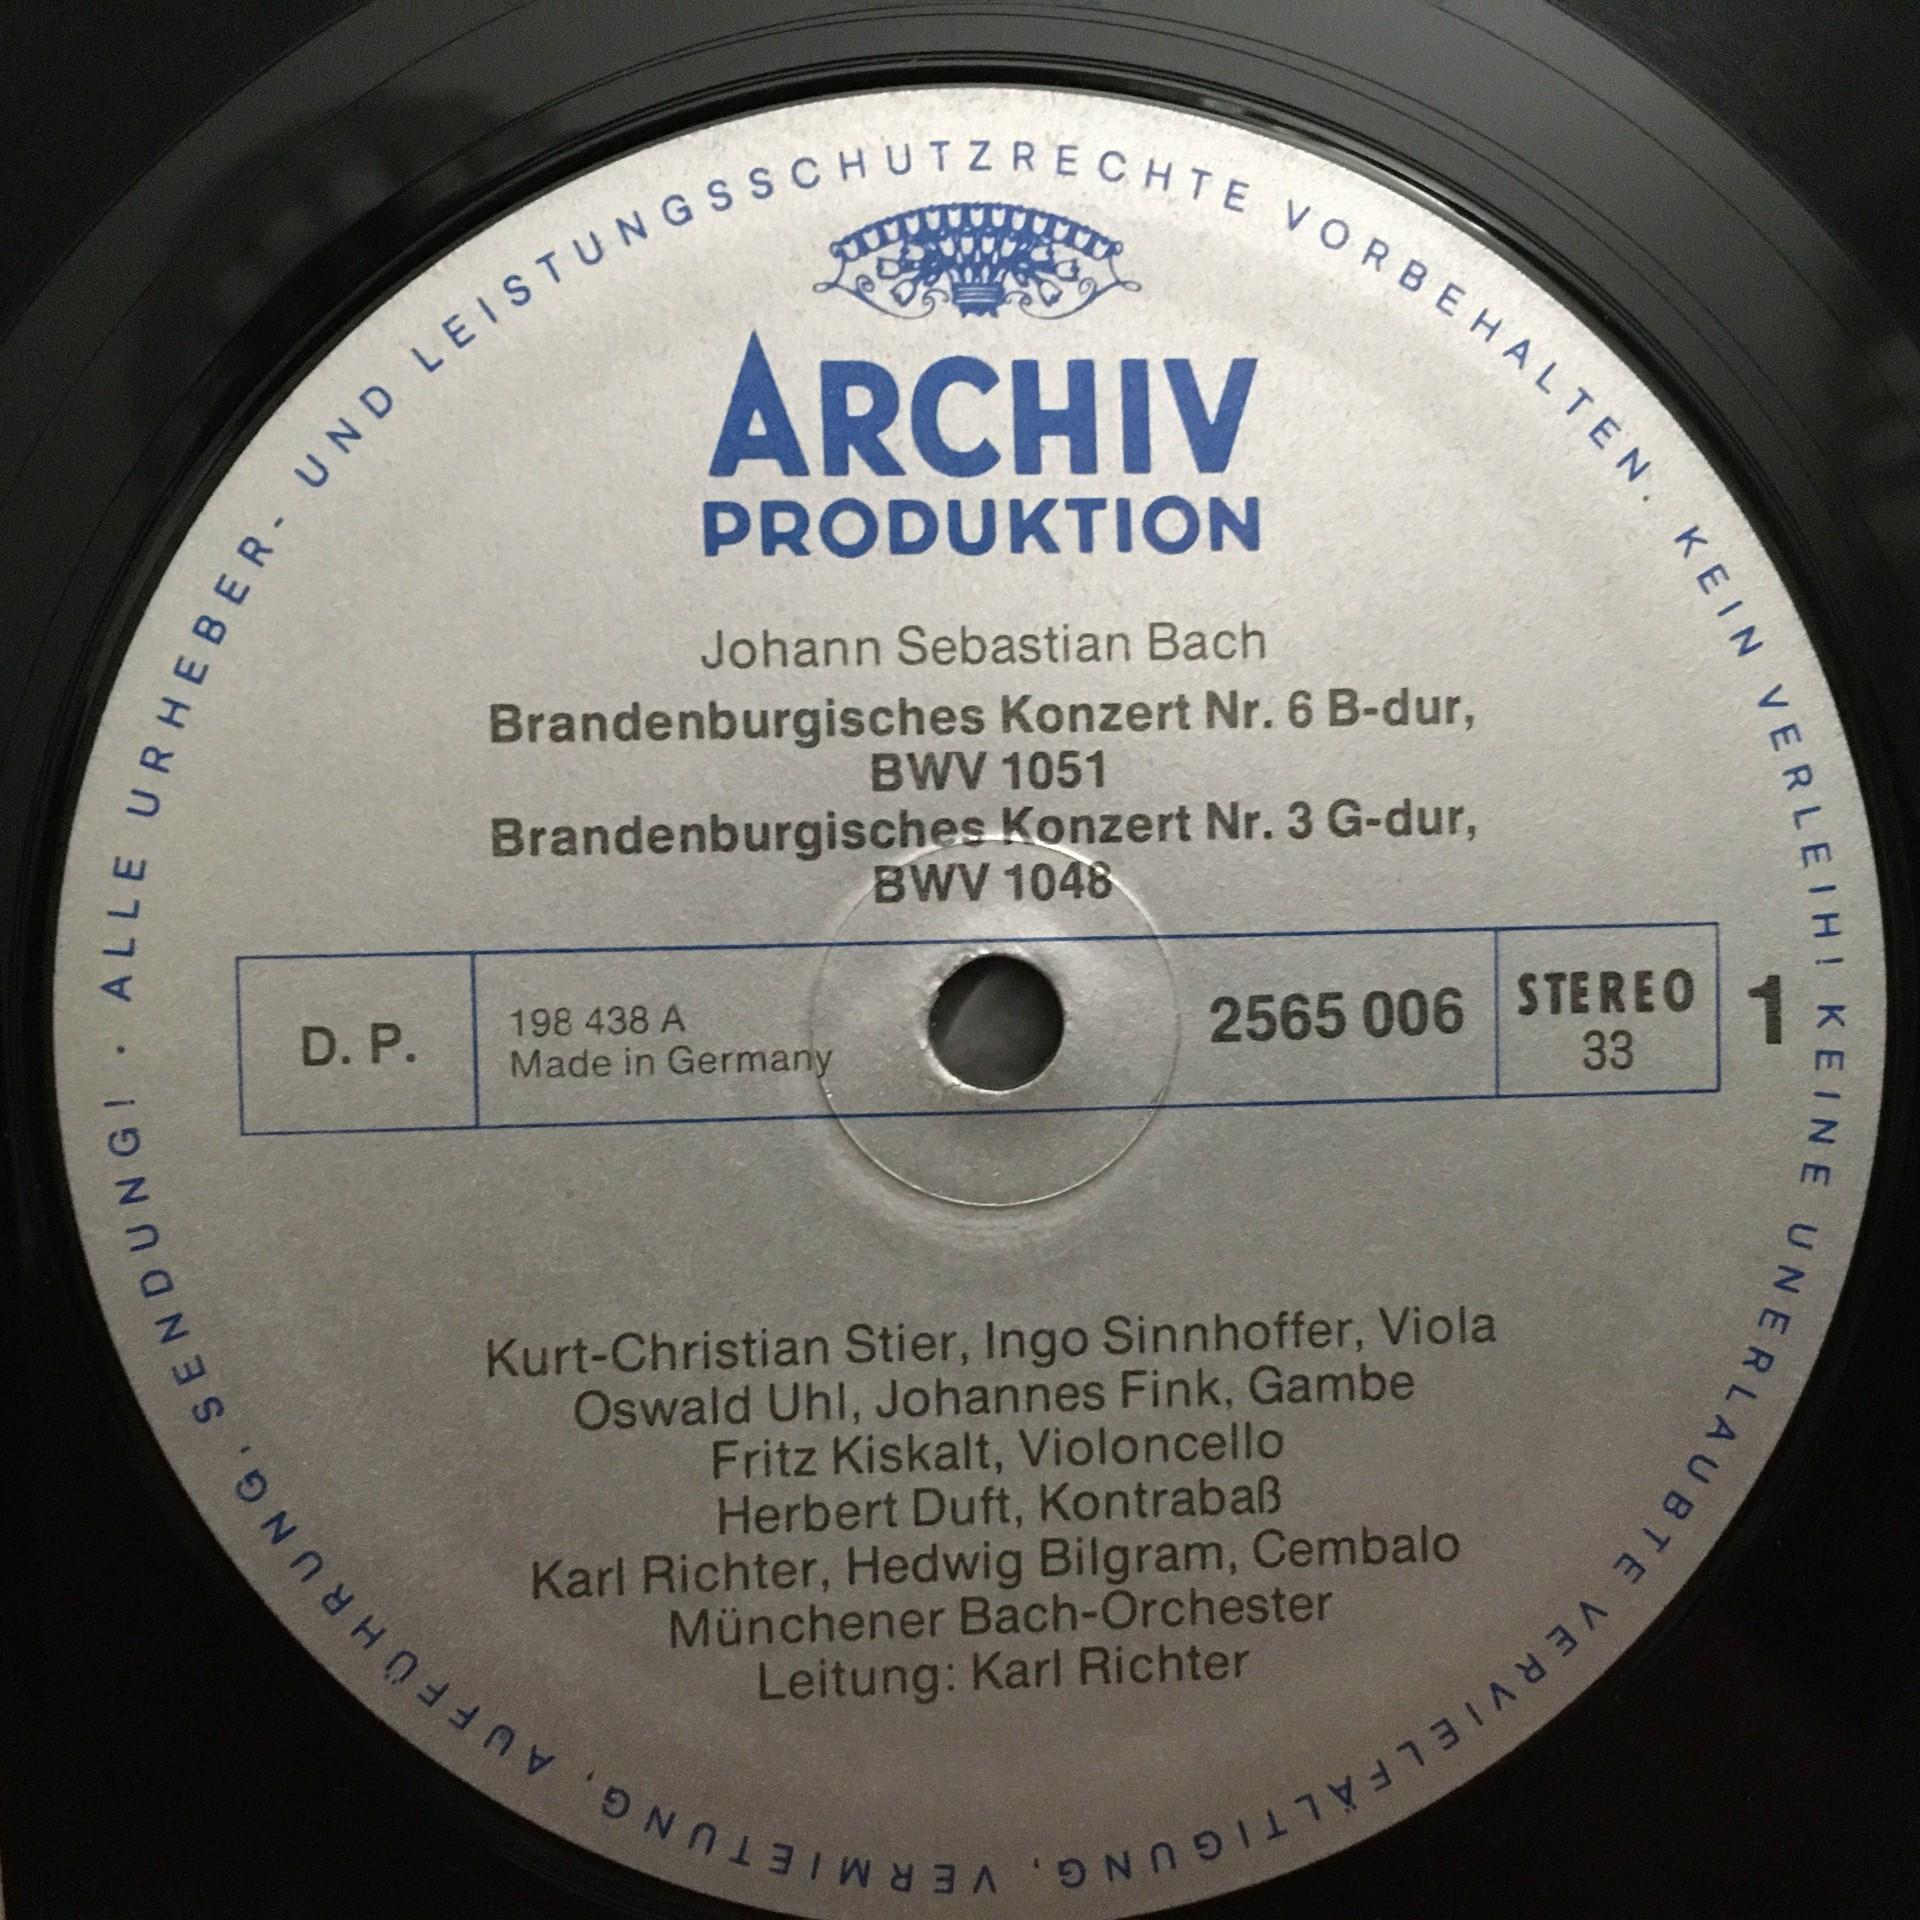 ALLE URHEBER- UND LEISTUNGSSCHUTZRECHTE VORBEHALTEN. KEIN VERLEIH! KEINE UNERLAUBTE VERVIELFÄLTIGUNG, VERMIETUNG, AUFFÜHRUNG, SENDUNG! ·
ARCHIV
PRODUKTION
Johann Sebastian Bach
Brandenburgisches Konzert Nr. 6 B-dur,
BWV 1051
Brandenburgisches Konzert Nr. 3 G-dur,
BWV 1048
D. P.
198 438 A
Made in Germany
2565 006
STEREO
33
1
Kurt-Christian Stier, Ingo Sinnhoffer, Viola
Oswald Uhl, Johannes Fink, Gambe
Fritz Kiskalt, Violoncello
Herbert Duft, Kontrabaß
Karl Richter, Hedwig Bilgram, Cembalo
Münchener Bach-Orchester
Leitung: Karl Richter